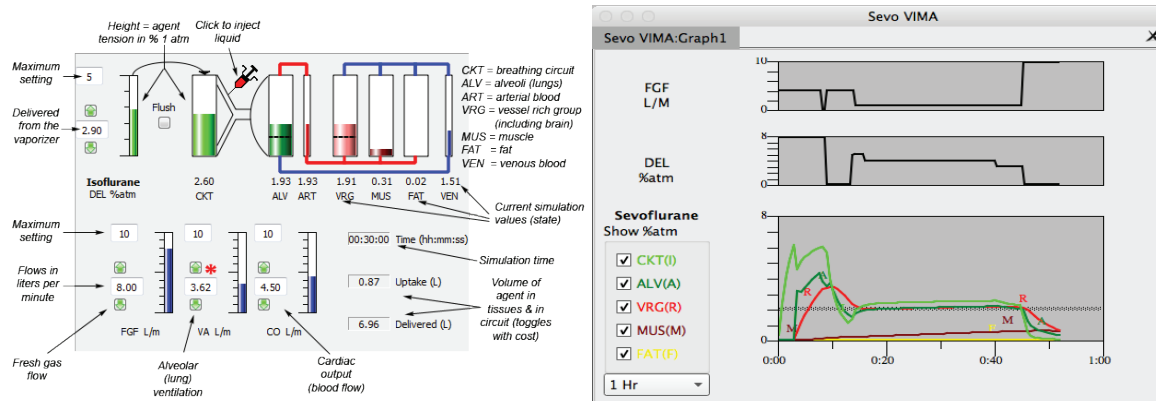 Height = agent
tension in % 1 atm
Click to inject
liquid
Maximum
setting
5
Delivered
from the
vaporizer
2.90
Flush
CKT = breathing circuit
ALV = alveoli (lungs)
ART = arterial blood
VRG = vessel rich group
(including brain)
MUS = muscle
FAT = fat
VEN = venous blood
Isoflurane
DEL %atm
2.60
CKT
1.93
ALV
1.93
ART
1.91
VRG
0.31
MUS
0.02
FAT
1.51
VEN
Current simulation
values (state)
Maximum
setting
10
10
10
Flows in
liters per
minute
8.00
*
3.62
4.50
FGF L/m
VA L/m
CO L/m
00:30:00 Time (hh:mm:ss)
Simulation time
0.87 Uptake (L)
6.96 Delivered (L)
Volume of
agent in
tissues & in
circuit (toggles
with cost)
Fresh gas
flow
Alveolar
(lung)
ventilation
Cardiac
output
(blood flow)
Sevo VIMA
Sevo VIMA:Graph1
X
FGF
L/M
10
0
DEL
%atm
8
0
Sevoflurane
Show %atm
CKT(I)
ALV(A)
VRG(R)
MUS(M)
FAT(F)
1 Hr
8
4
0
M
R
A
F
M
R
A
0:00
0:20
0:40
1:00